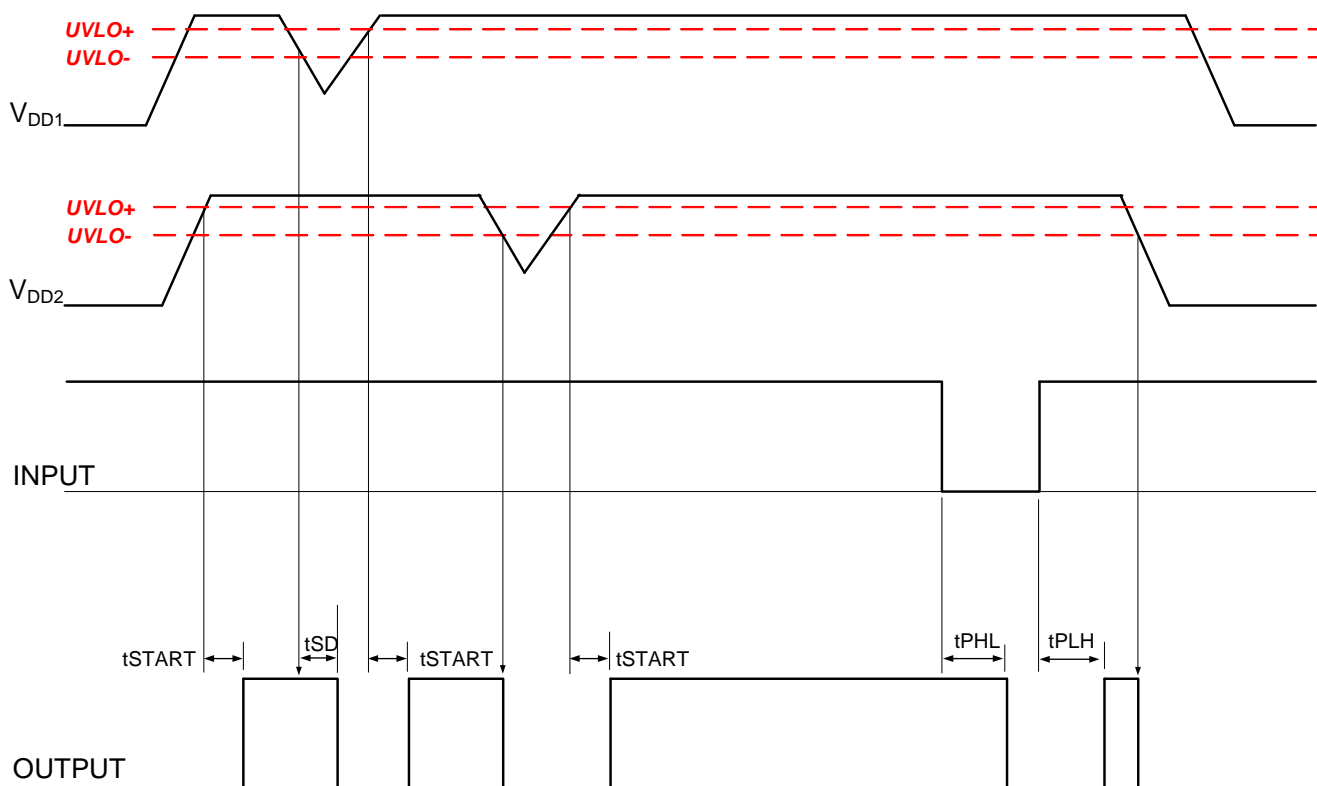 UVLO+
UVLO-
VDD1
UVLO+
UVLO-
VDD2
INPUT
tSTART
tSD
tSTART
tSTART
tPHL
tPLH
OUTPUT